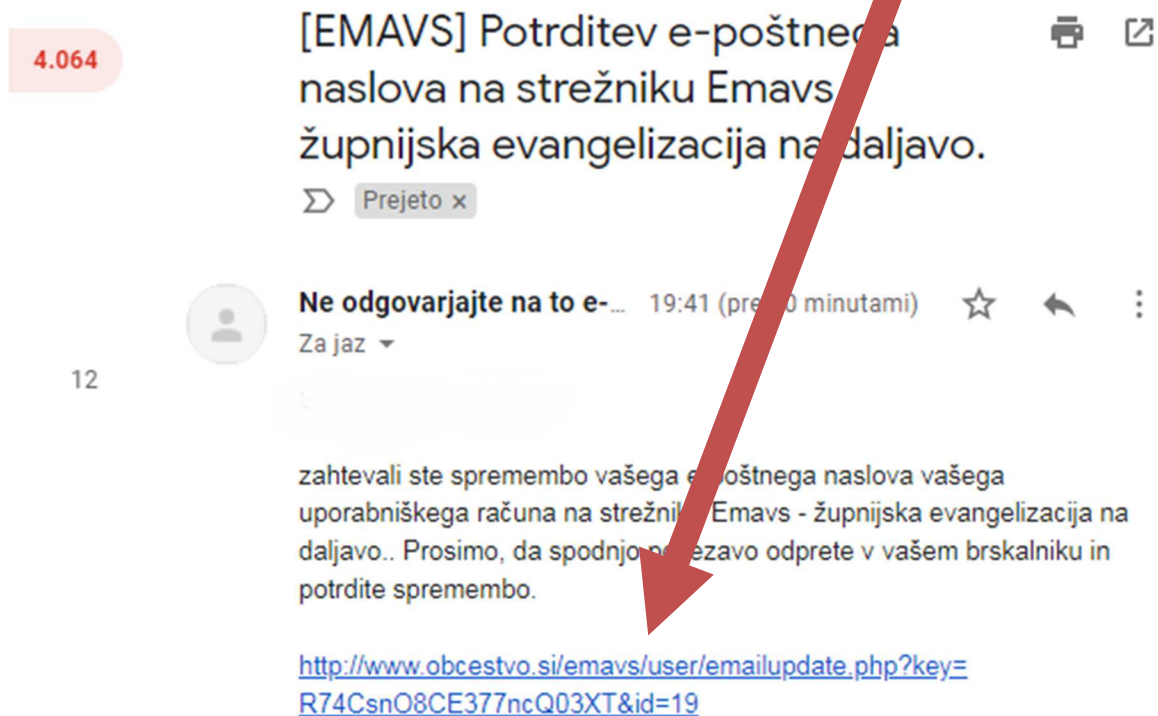 [EMAVS] Potrditev e-poštnega
4.064
naslova na strežniku Emavs
župnijska evangelizacija na daljavo.
Prejeto ×
Ne odgovarjajte na to e-... 19:41 minutami)
Za jaz
12
zahtevali ste spremembo vašega e-poštnega naslova vašega
uporabniškega računa na strežniku Emavs - župnijska evangelizacija na
daljavo.. Prosimo, da spodnjo povezavo odprete v vašem brskalniku in
potrdite spremembo.
http://www.obcestvo.si/emavs/user/emailupdate.php?key=
R74CsnO8CE377ncQ03XT&id=19